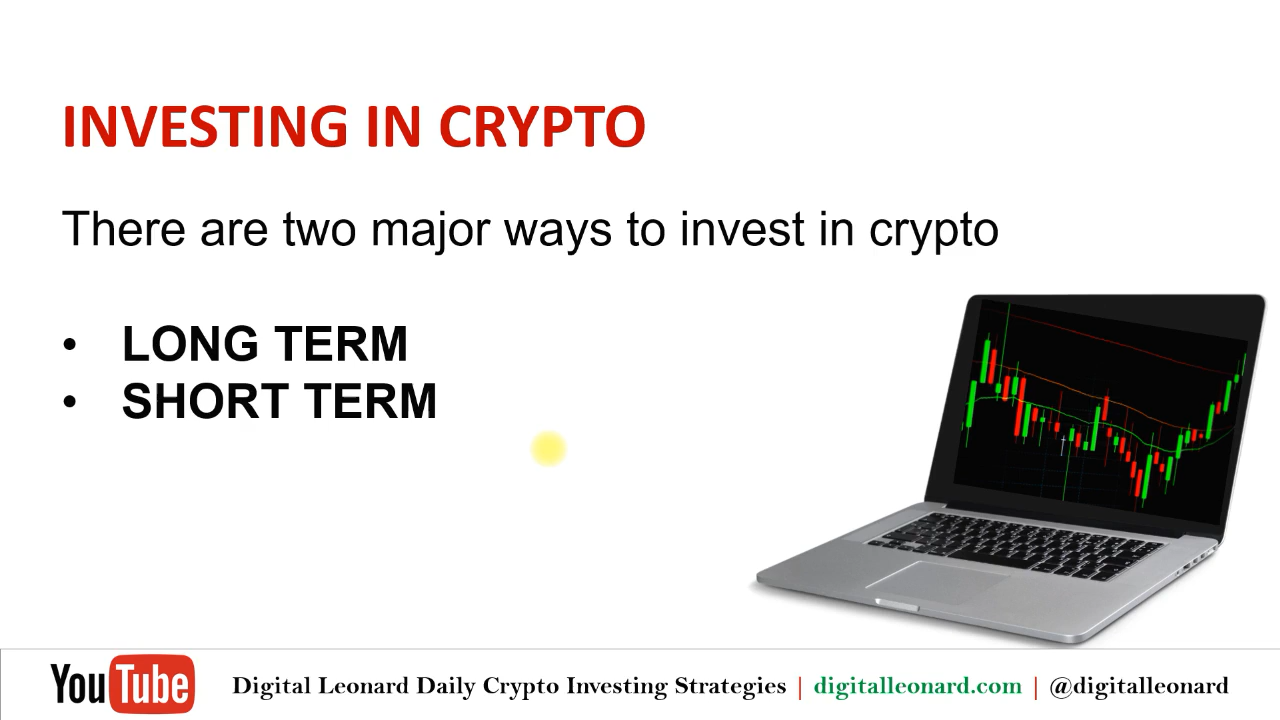 INVESTING IN CRYPTO
There are two major ways to invest in crypto
• LONG TERM
• SHORT TERM
YouTube Digital Leonard Daily Crypto Investing Strategies | digitalleonard.com | @digitalleonard